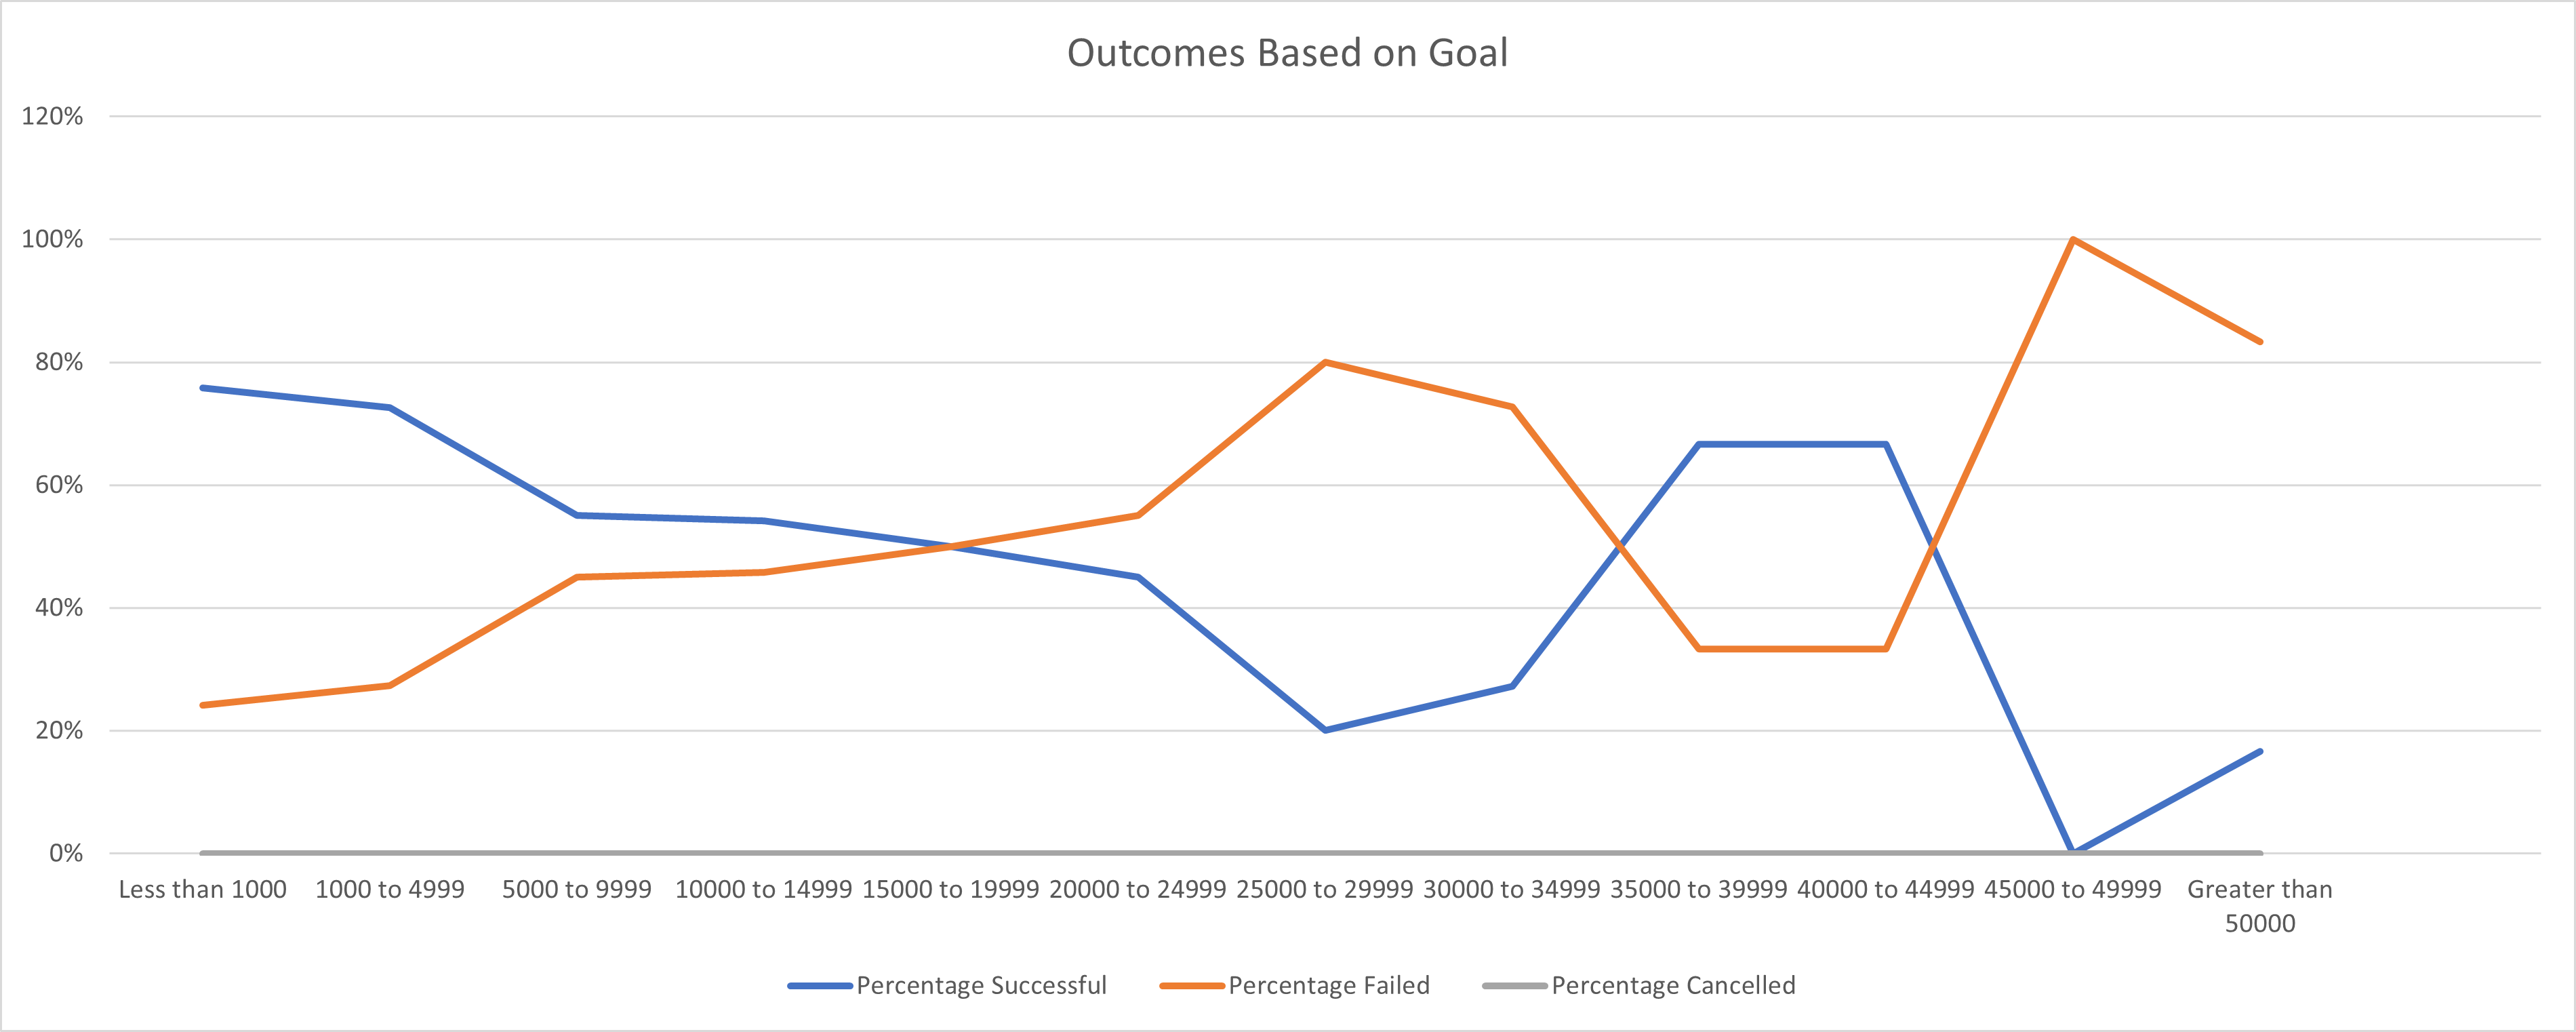 Outcomes Based on Goal
120%
100%
80%
60%
40%
20%
0%
Less than 1000 1000 to 4999 5000 to 9999 10000 to 14999 15000 to 19999 20000 to 24999 25000 to 29999 30000 to 34999 35000 to 39999 40000 to 44999 45000 to 49999 Greater than
50000
Percentage Successful Percentage Failed Percentage Cancelled